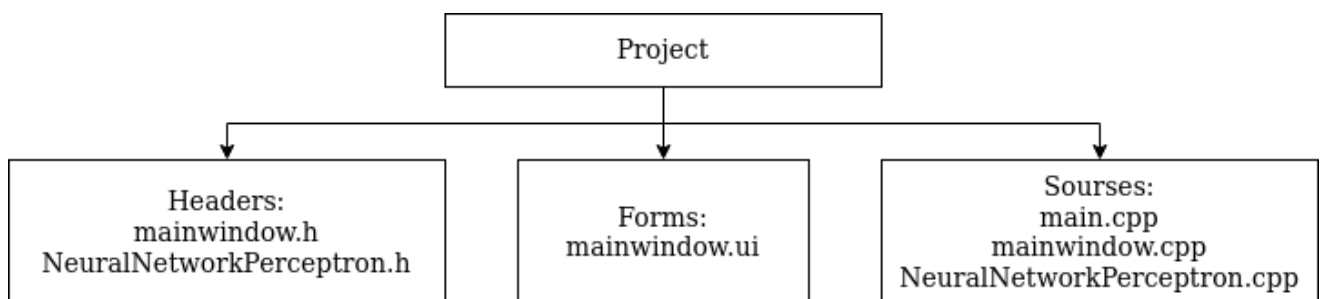 Project
Headers:
mainwindow.h
NeuralNetworkPerceptron.h
Forms:
mainwindow.ui
Sourses:
main.cpp
mainwindow.cpp
NeuralNetworkPerceptron.cpp